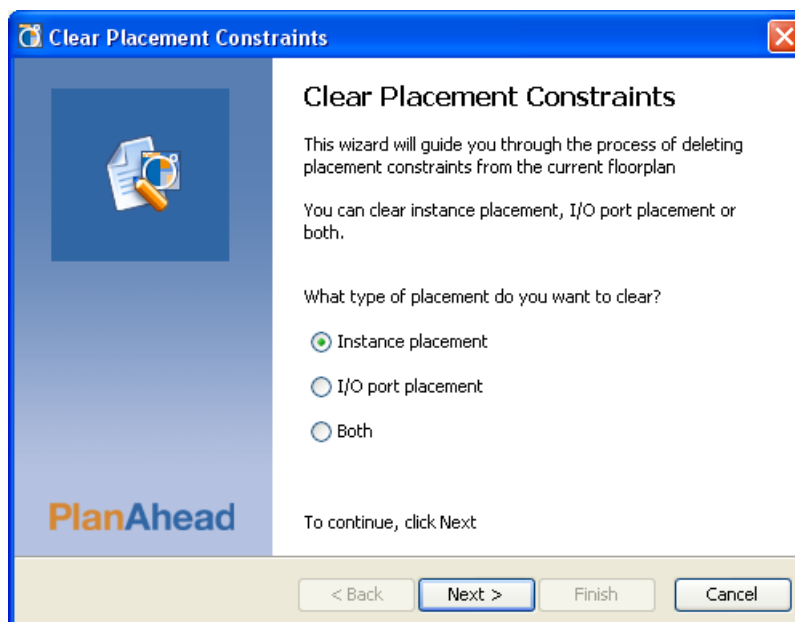 Clear Placement Constraints
Clear Placement Constraints
This wizard will guide you through the process of deleting
placement constraints from the current floorplan
You can clear instance placement, I/O port placement or
both.
What type of placement do you want to clear?
Instance placement
I/O port placement
Both
PlanAhead
To continue, click Next
< Back
Next >
Finish
Cancel